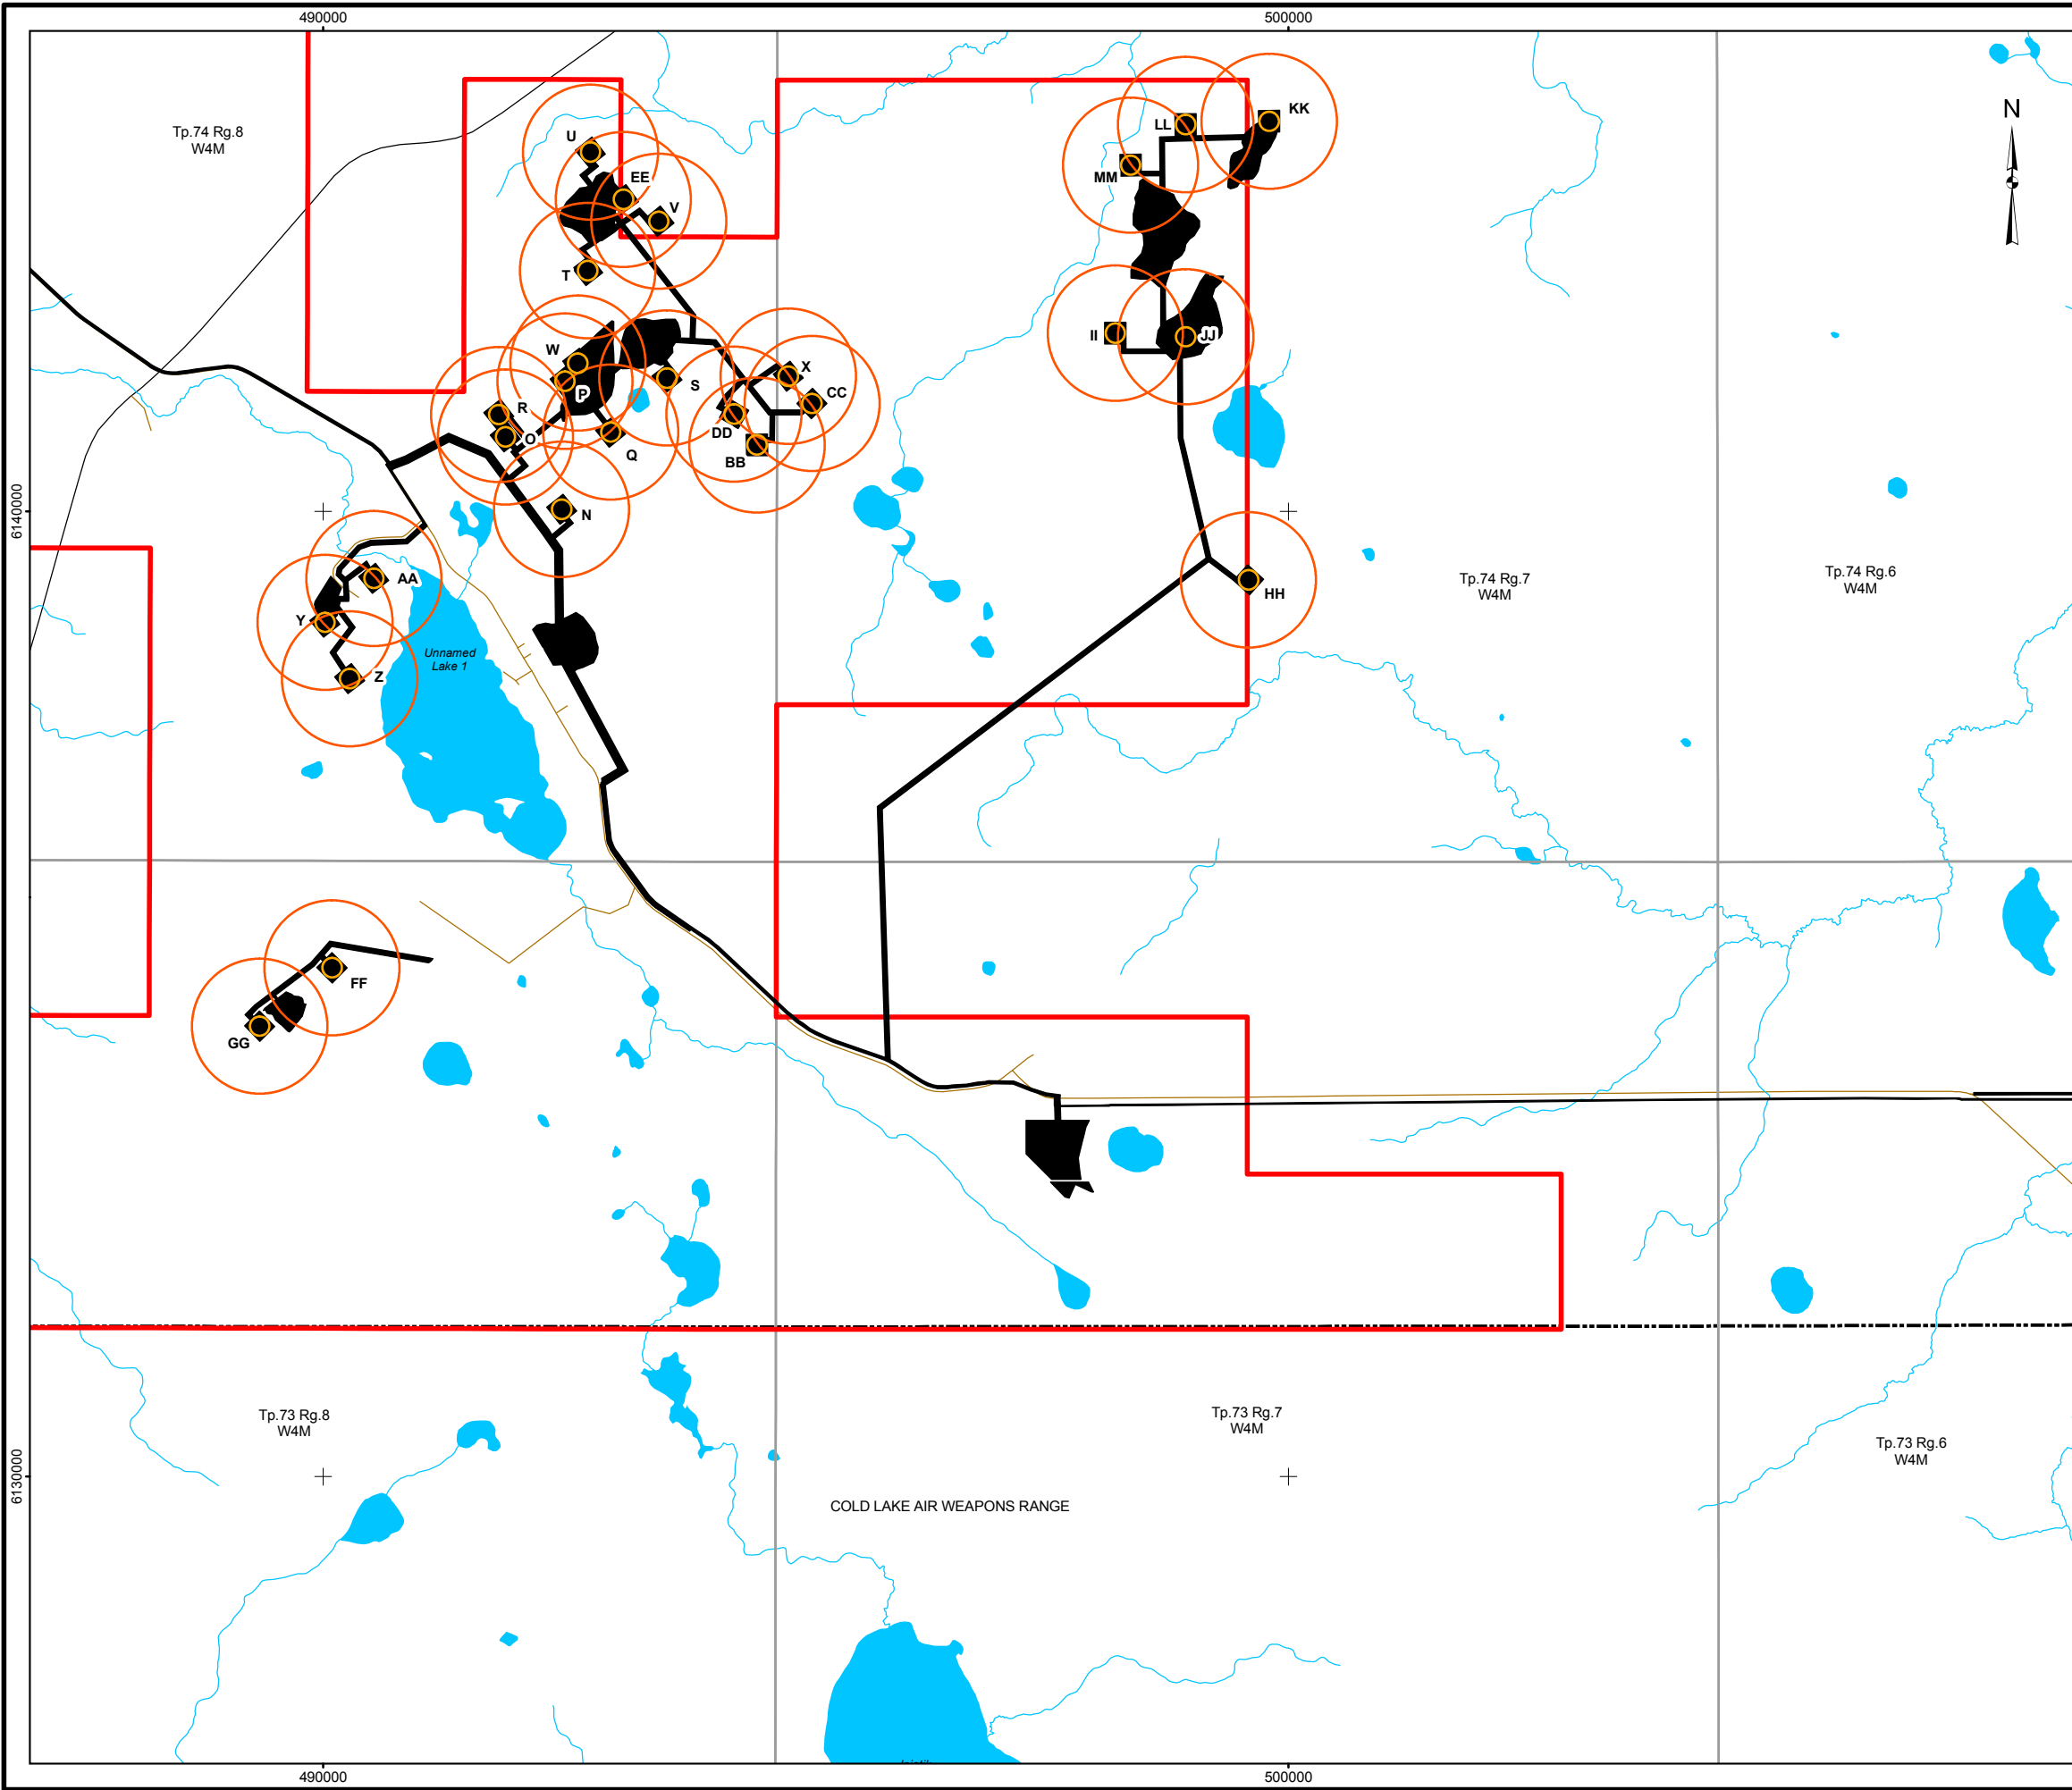 490000
500000
N
Tp.74 Rg.8
W4M
KK
LL
U
EE
MM
V
T
II
JJ
W
X
S
P
CC
R
DD
O
Q
BB
6140000
N
AA
Tp.74 Rg.7
W4M
Tp.74 Rg.6
W4M
HH
Y
Unnamed
Lake 1
Z
FF
GG
Tp.73 Rg.8
W4M
Tp.73 Rg.7
W4M
Tp.73 Rg.6
W4M
6130000
COLD LAKE AIR WEAPONS RANGE
490000
500000